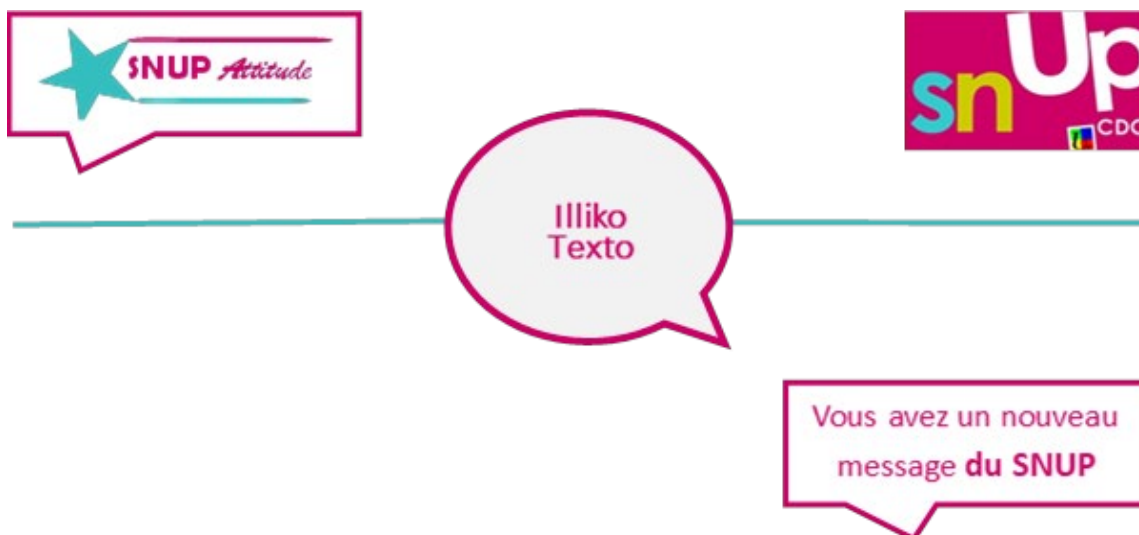 SNUP Attitude
snUp
CDC
Illiko
Texto
Vous avez un nouveau
message du SNUP